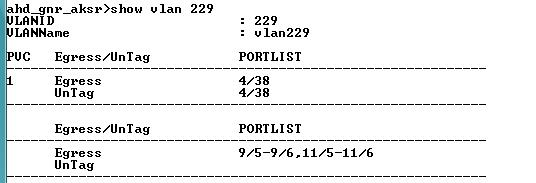 ahd_gnr_aksr>show vlan 229
VLANID : 229
VLANName : vlan229
PVC Egress/UnTag PORTLIST
1 Egress 4/38
UnTag 4/38
Egress/UnTag PORTLIST
Egress 9/5-9/6,11/5-11/6
UnTag